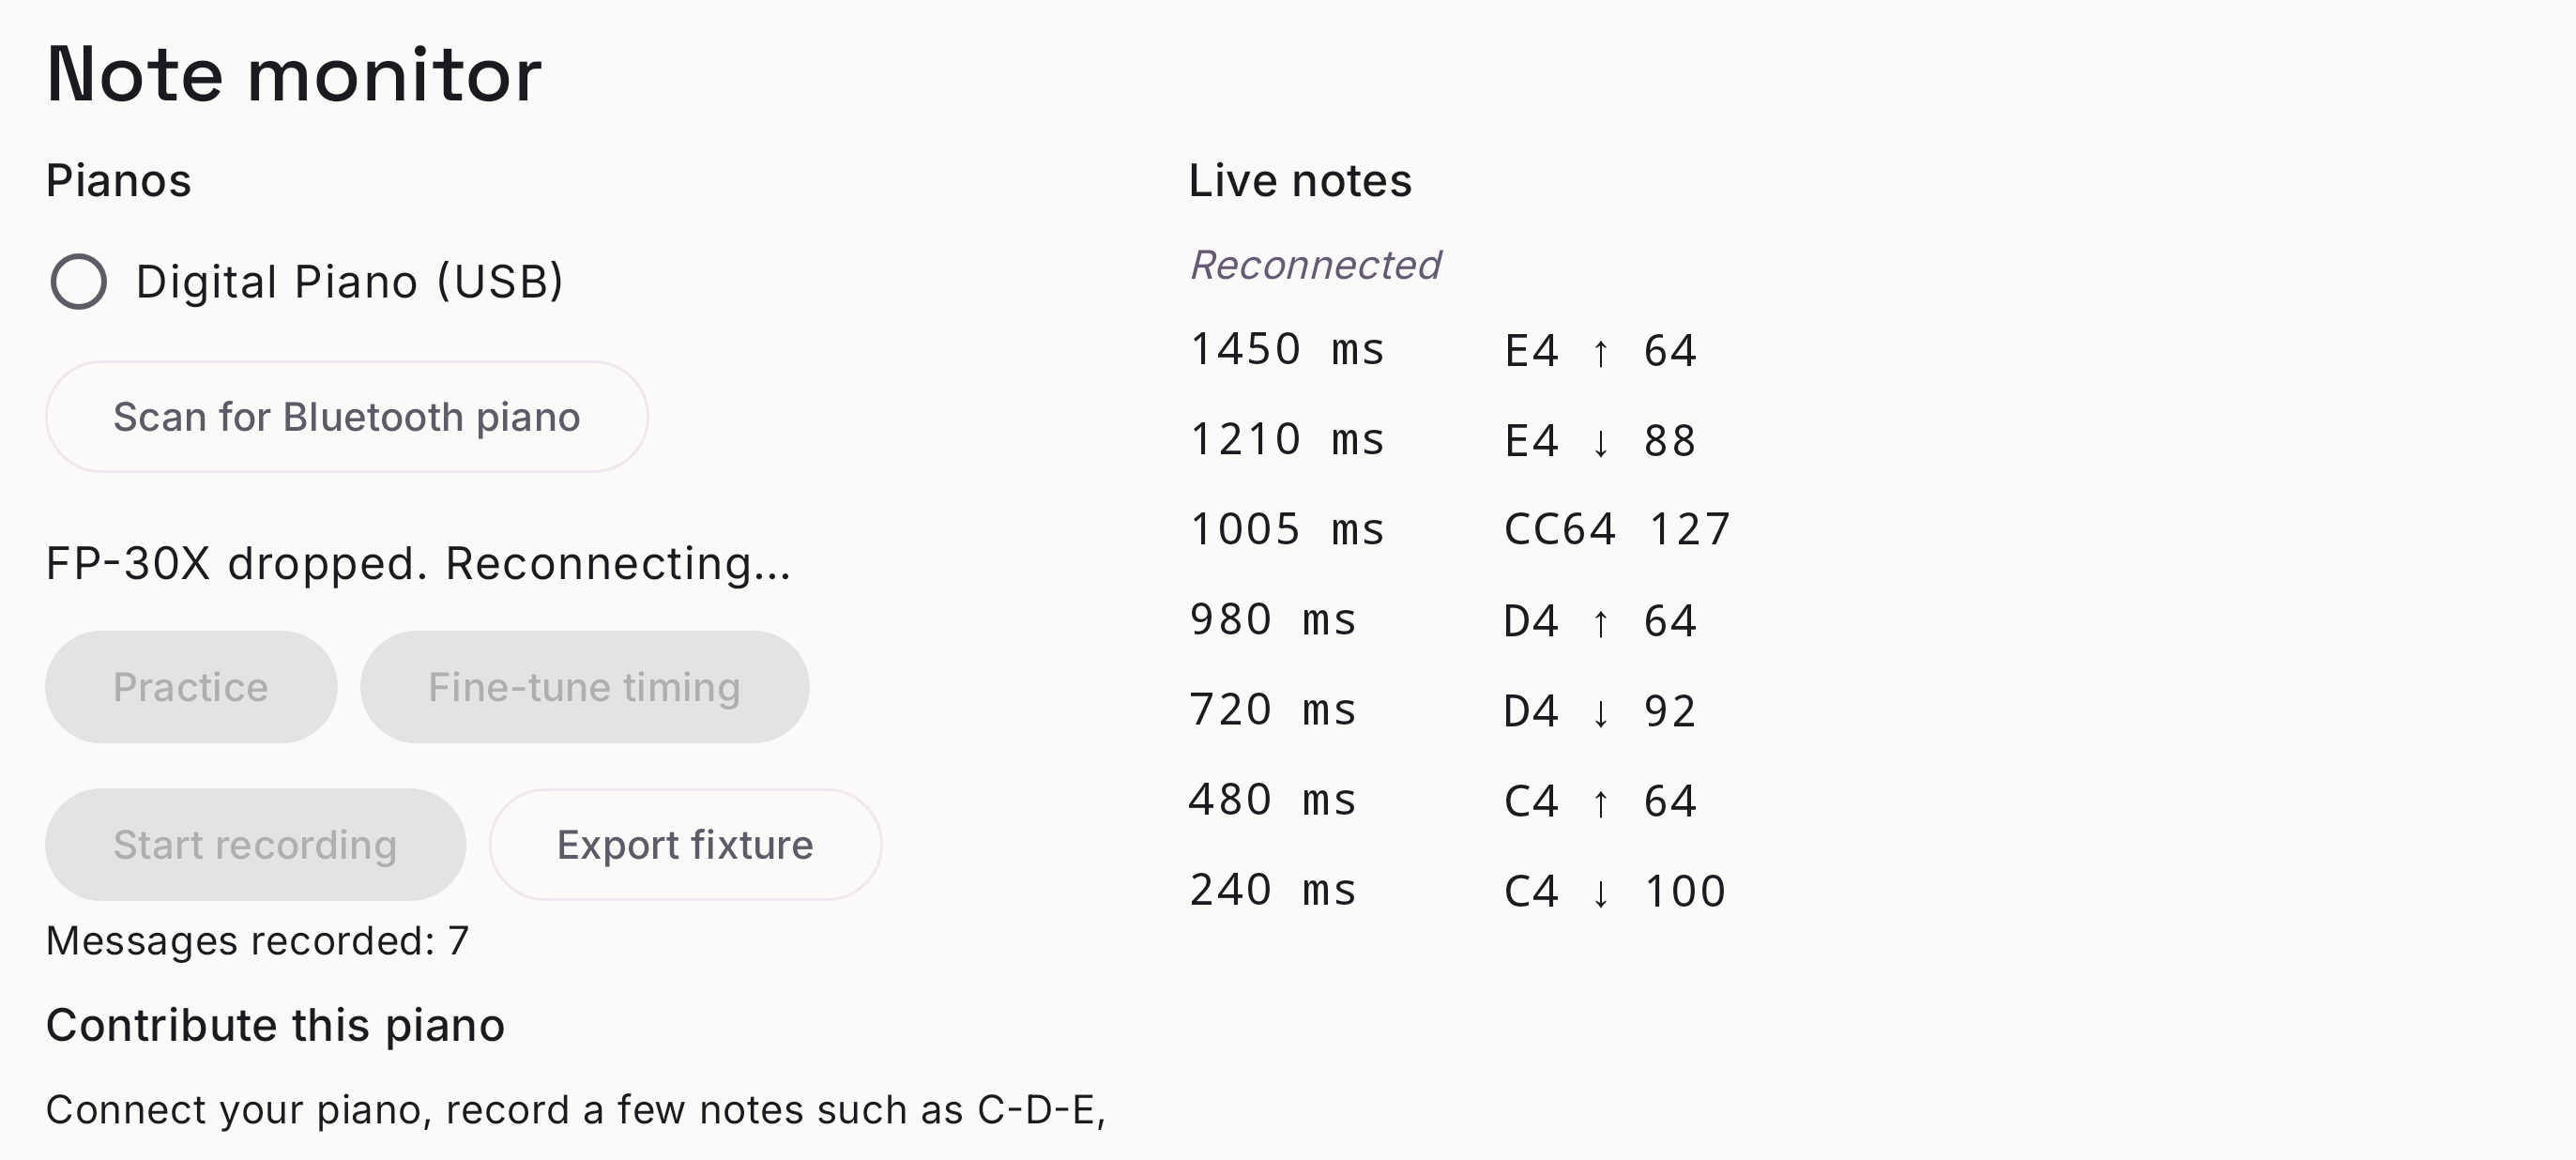 Note monitor
Pianos
Digital Piano (USB)
Scan for Bluetooth piano
FP-30X dropped. Reconnecting...
Practice
Fine-tune timing
Start recording
Export fixture
Messages recorded: 7
Contribute this piano
Connect your piano, record a few notes such as C-D-E,
Live notes
Reconnected
1450 ms E4 ↑ 64
1210 ms E4 ↓ 88
1005 ms CC64 127
980 ms D4 ↑ 64
720 ms D4 ↓ 92
480 ms C4 ↑ 64
240 ms C4 ↓ 100